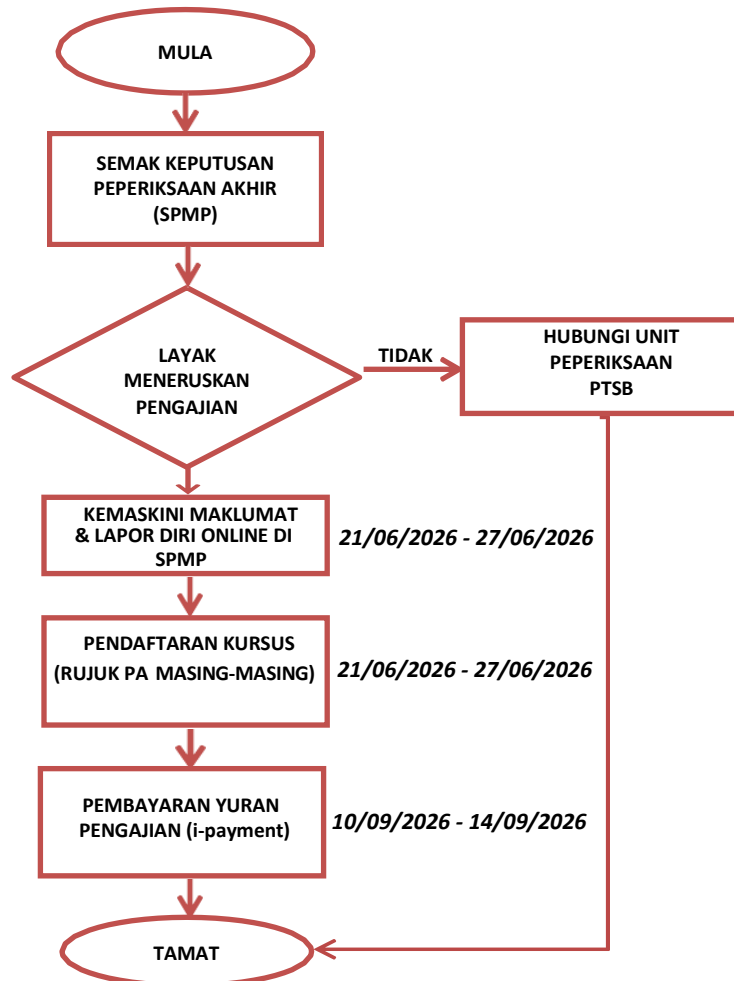 MULA
SEMAK KEPUTUSAN
PEPERIKSAAN AKHIR
(SPMP)
LAYAK
MENERUSKAN
PENGAJIAN
TIDAK
HUBUNGI UNIT
PEPERIKSAAN
PTSB
KEMASKINI MAKLUMAT
& LAPOR DIRI ONLINE DI
SPMP
21/06/2026 - 27/06/2026
PENDAFTARAN KURSUS
(RUJUK PA MASING-MASING)
21/06/2026 - 27/06/2026
PEMBAYARAN YURAN
PENGAJIAN (i-payment)
10/09/2026 - 14/09/2026
TAMAT